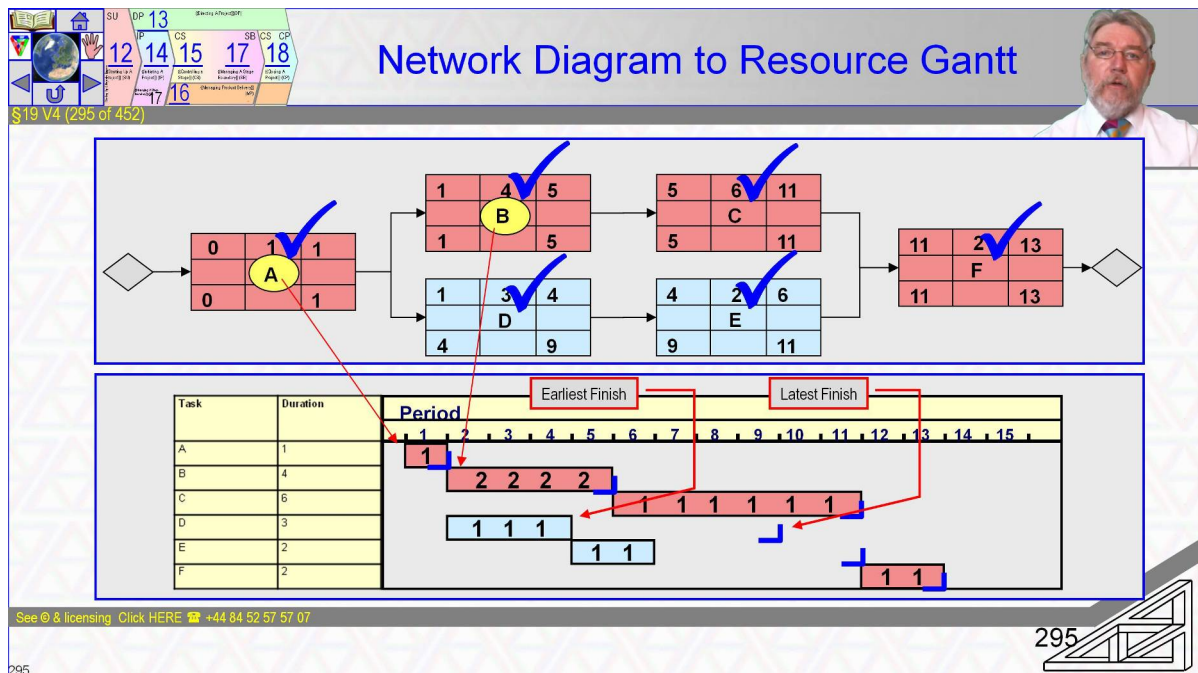 SU DP 13
IP CS SB CS CP
12 14 15 17 18
17 16
Network Diagram to Resource Gantt
§19 V4 (295 of 452)
1 4 5
B
1 5
5 6 11
C
5 11
0 1 1
A
0 1
11 2 13
F
11 13
1 3 4
D
4 9
4 2 6
E
9 11
Earliest Finish
Latest Finish
Task Duration
Period
1 2 3 4 5 6 7 8 9 10 11 12 13 14 15
A 1 1
B 4 2 2 2 2
C 6 1 1 1 1 1 1
D 3 1 1 1
E 2 1 1
F 2 1 1
See © & licensing Click HERE ☎ +44 84 52 57 57 07
295
295